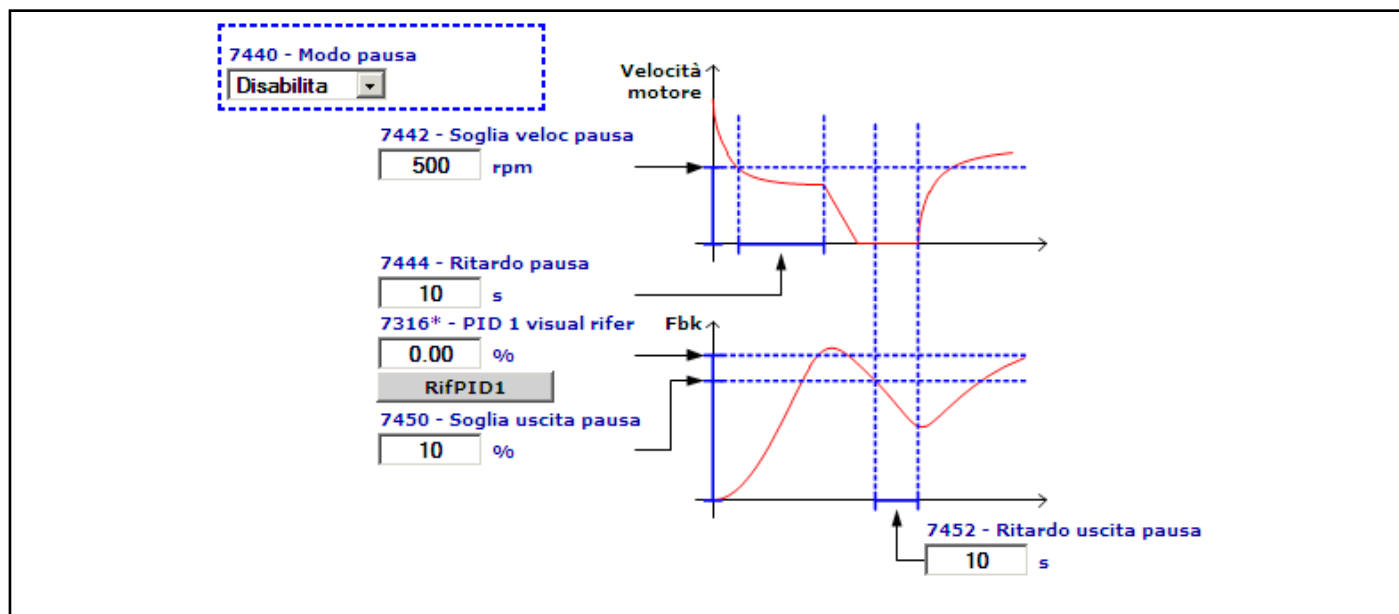 7440 - Modo pausa
Disabilita
Velocità
motore
7442 - Soglia veloc pausa
500 rpm
7444 - Ritardo pausa
10 s
7316* - PID 1 visual rifer
Fbk
0.00 %
RifPID1
7450 - Soglia uscita pausa
10 %
7452 - Ritardo uscita pausa
10 s